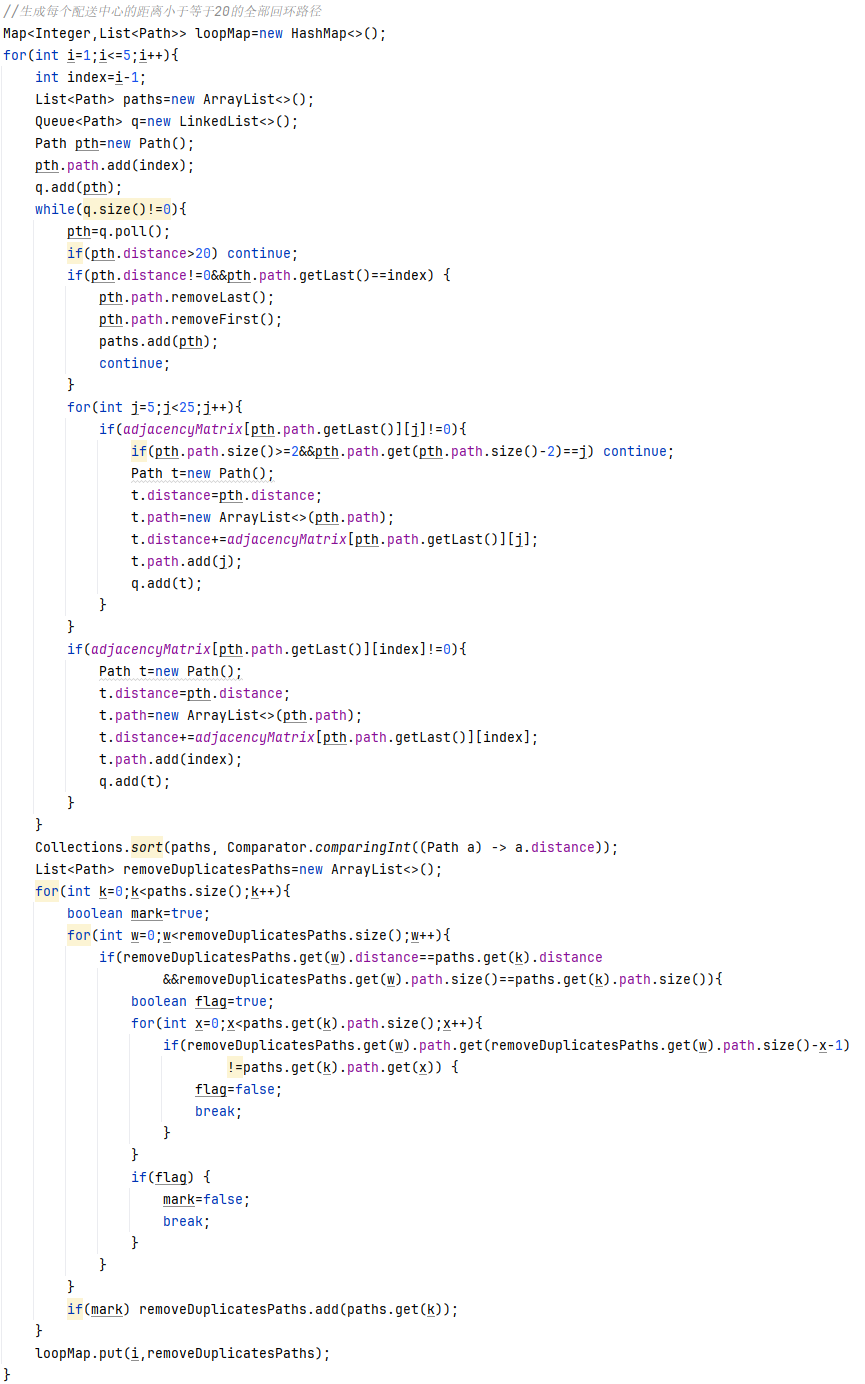 //生成每个配送中心的距离小于等于20的全部回环路径
Map<Integer,List<Path>> loopMap=new HashMap<>();
for(int i=1;i<=5;i++){
    int index=i-1;
    List<Path> paths=new ArrayList<>();
    Queue<Path> q=new LinkedList<>();
    Path pth=new Path();
    pth.path.add(index);
    q.add(pth);
    while(q.size()!=0){
        pth=q.poll();
        if(pth.distance>20) continue;
        if(pth.distance!=0&&pth.path.getLast()==index) {
            pth.path.removeLast();
            pth.path.removeFirst();
            paths.add(pth);
            continue;
        }
        for(int j=5;j<25;j++){
            if(adjacencyMatrix[pth.path.getLast()][j]!=0){
                if(pth.path.size()>=2&&pth.path.get(pth.path.size()-2)==j) continue;
                Path t=new Path();
                t.distance=pth.distance;
                t.path=new ArrayList<>(pth.path);
                t.distance+=adjacencyMatrix[pth.path.getLast()][j];
                t.path.add(j);
                q.add(t);
            }
        }
        if(adjacencyMatrix[pth.path.getLast()][index]!=0){
            Path t=new Path();
            t.distance=pth.distance;
            t.path=new ArrayList<>(pth.path);
            t.distance+=adjacencyMatrix[pth.path.getLast()][index];
            t.path.add(index);
            q.add(t);
        }
    }
    Collections.sort(paths, Comparator.comparingInt((Path a) -> a.distance));
    List<Path> removeDuplicatesPaths=new ArrayList<>();
    for(int k=0;k<paths.size();k++){
        boolean mark=true;
        for(int w=0;w<removeDuplicatesPaths.size();w++){
            if(removeDuplicatesPaths.get(w).distance==paths.get(k).distance
                    &&removeDuplicatesPaths.get(w).path.size()==paths.get(k).path.size()){
                boolean flag=true;
                for(int x=0;x<paths.get(k).path.size();x++){
                    if(removeDuplicatesPaths.get(w).path.get(removeDuplicatesPaths.get(w).path.size()-x-1)
                            !=paths.get(k).path.get(x)) {
                        flag=false;
                        break;
                    }
                }
                if(flag) {
                    mark=false;
                    break;
                }
            }
        }
        if(mark) removeDuplicatesPaths.add(paths.get(k));
    }
    loopMap.put(i,removeDuplicatesPaths);
}